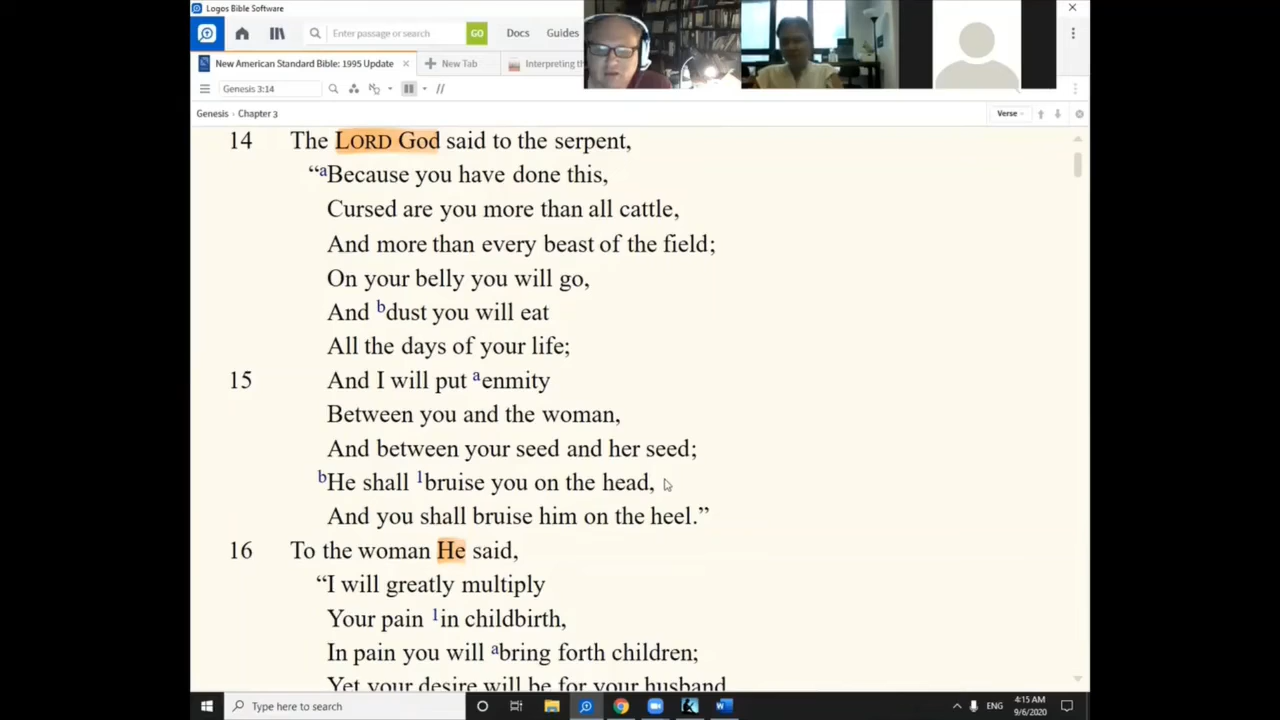 Logos Bible Software
Enter passage or search
GO
Docs
Guides
New American Standard Bible: 1995 Update
New Tab
Interpreting th
Genesis 3:14
Genesis · Chapter 3
Verse
14 The LORD God said to the serpent,
“aBecause you have done this,
Cursed are you more than all cattle,
And more than every beast of the field;
On your belly you will go,
And bdust you will eat
All the days of your life;
15 And I will put aenmity
Between you and the woman,
And between your seed and her seed;
bHe shall 1bruise you on the head,
And you shall bruise him on the heel.”
16 To the woman He said,
“I will greatly multiply
Your pain 1in childbirth,
In pain you will abring forth children;
Yet your desire will be for your husband
Type here to search
ENG
4:15 AM
9/6/2020